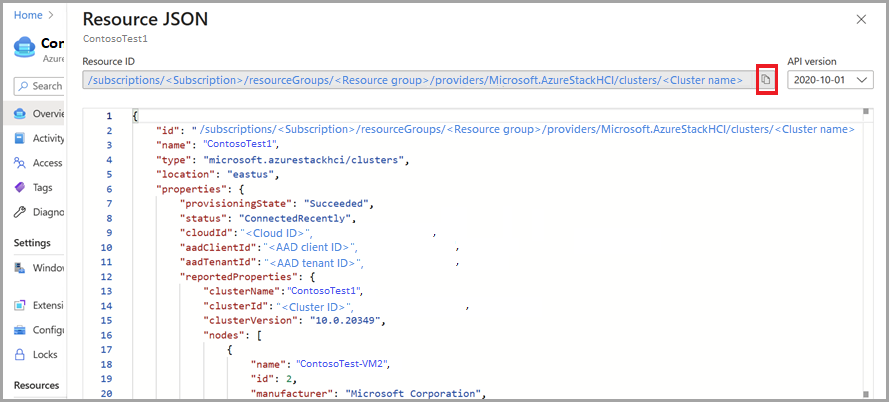 Home >
Resource JSON
ContosoTest1
Co
Azure
Search
Overvi
Activity
Access
Tags
Diagno
Settings
Window
Extensi
Configu
Locks
Resources
Resource ID
/subscriptions/<Subscription>/resourceGroups/<Resource group>/providers/Microsoft.AzureStackHCI/clusters/<Cluster name>
API version
2020-10-01
1 {
2 "id": "/subscriptions/<Subscription>/resourceGroups/<Resource group>/providers/Microsoft.AzureStackHCI/clusters/<Cluster name>
3 "name": "ContosoTest1",
4 "type": "microsoft.azurestackhci/clusters",
5 "location": "eastus",
6 "properties": {
7 "provisioningState": "Succeeded",
8 "status": "ConnectedRecently",
9 "cloudId": "<Cloud ID>", ,
10 "aadClientId":"<AAD client ID>", ,
11 "aadTenantId": "<AAD tenant ID>", ,
12 "reportedProperties": {
13 "clusterName":"ContosoTest1",
14 "clusterId": "<Cluster ID>", ,
15 "clusterVersion": "10.0.20349",
16 "nodes": [
17 {
18 "name": "ContosoTest-VM2",
19 "id": 2,
20 "manufacturer": "Microsoft Corporation",